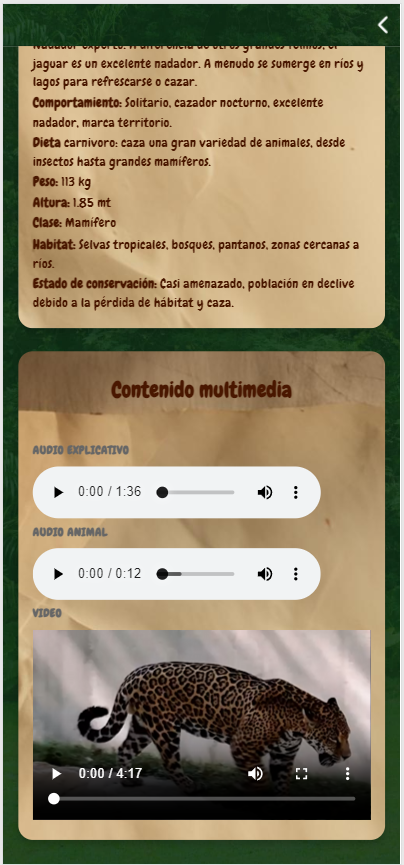 Nadador experto: A diferencia de otros grandes felinos, el
jaguar es un excelente nadador. A menudo se sumerge en ríos y
lagos para refrescarse o cazar.
Comportamiento: Solitario, cazador nocturno, excelente
nadador, marca territorio.
Dieta carnivoro: caza una gran variedad de animales, desde
insectos hasta grandes mamíferos.
Peso: 113 kg
Altura: 1.85 mt
Clase: Mamífero
Habitat: Selvas tropicales, bosques, pantanos, zonas cercanas a
ríos.
Estado de conservación: Casi amenazado, población en declive
debido a la pérdida de hábitat y caza.
Contenido multimedia
AUDIO EXPLICATIVO
0:00 / 1:36
AUDIO ANIMAL
0:00 / 0:12
VIDEO
0:00 / 4:17